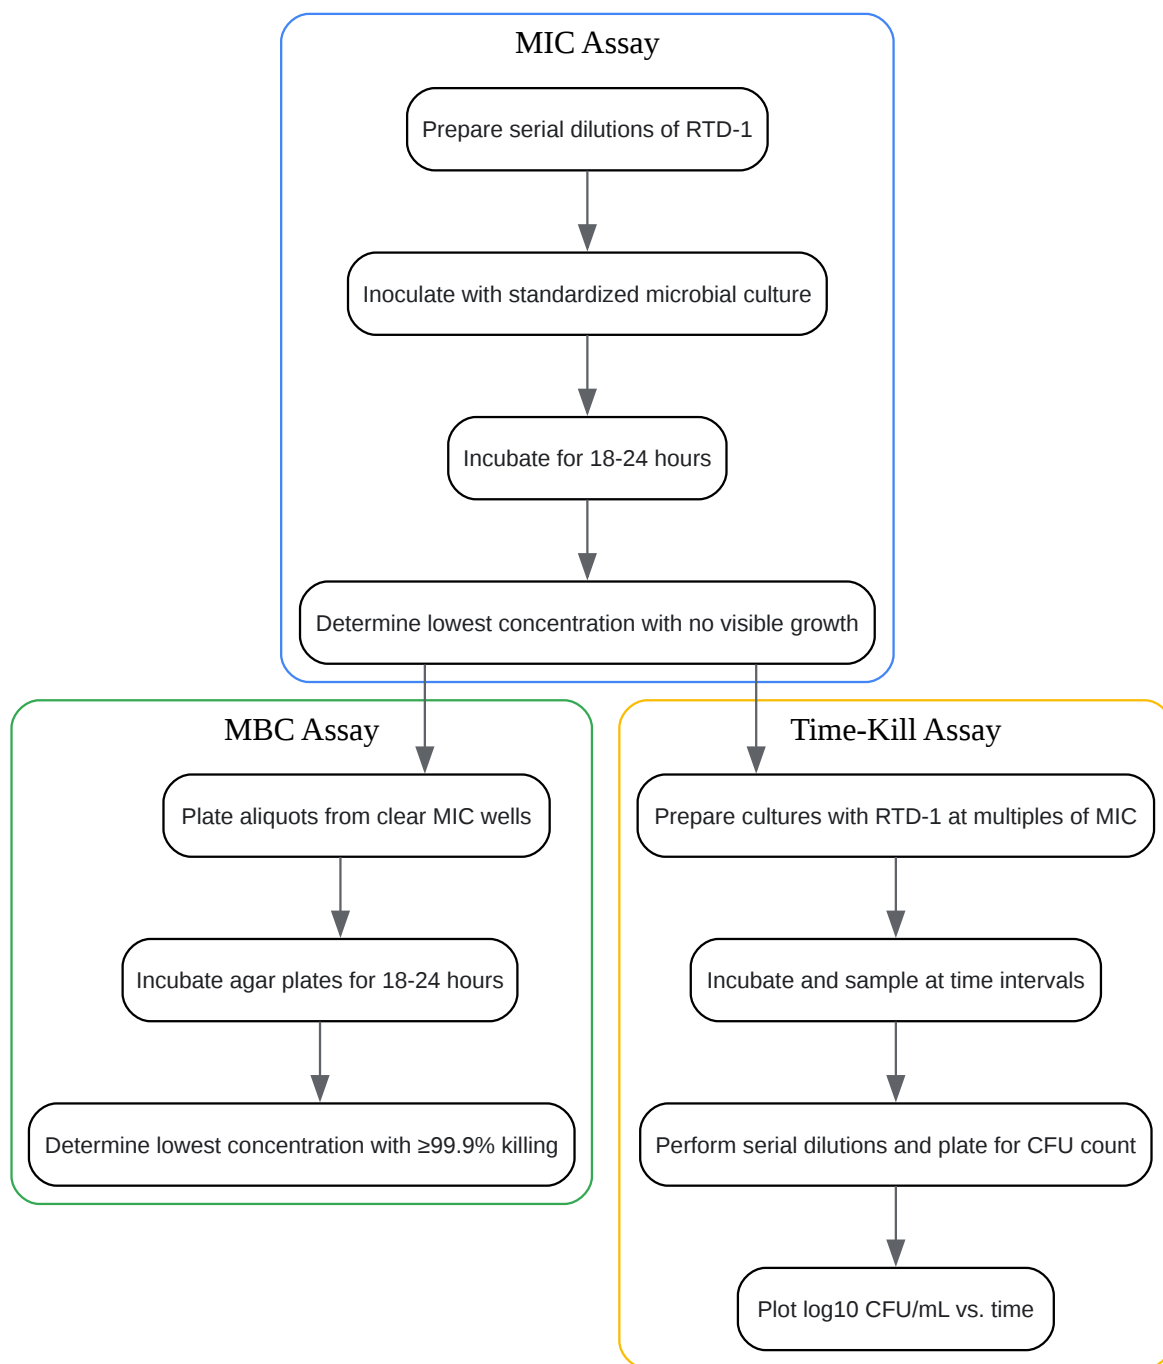 MIC Assay
Prepare serial dilutions of RTD-1
Inoculate with standardized microbial culture
Incubate for 18-24 hours
Determine lowest concentration with no visible growth
MBC Assay
Plate aliquots from clear MIC wells
Incubate agar plates for 18-24 hours
Determine lowest concentration with ≥99.9% killing
Time-Kill Assay
Prepare cultures with RTD-1 at multiples of MIC
Incubate and sample at time intervals
Perform serial dilutions and plate for CFU count
Plot log10 CFU/mL vs. time